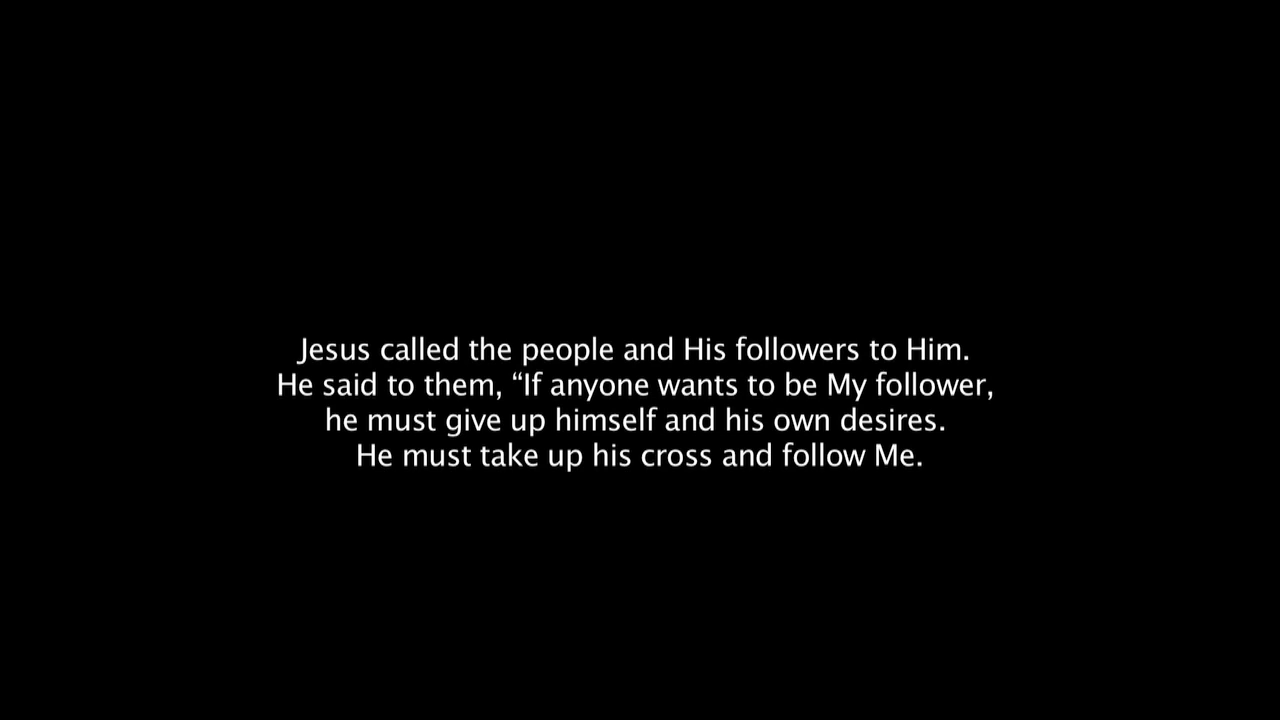 Jesus called the people and His followers to Him.
He said to them, “If anyone wants to be My follower,
he must give up himself and his own desires.
He must take up his cross and follow Me.